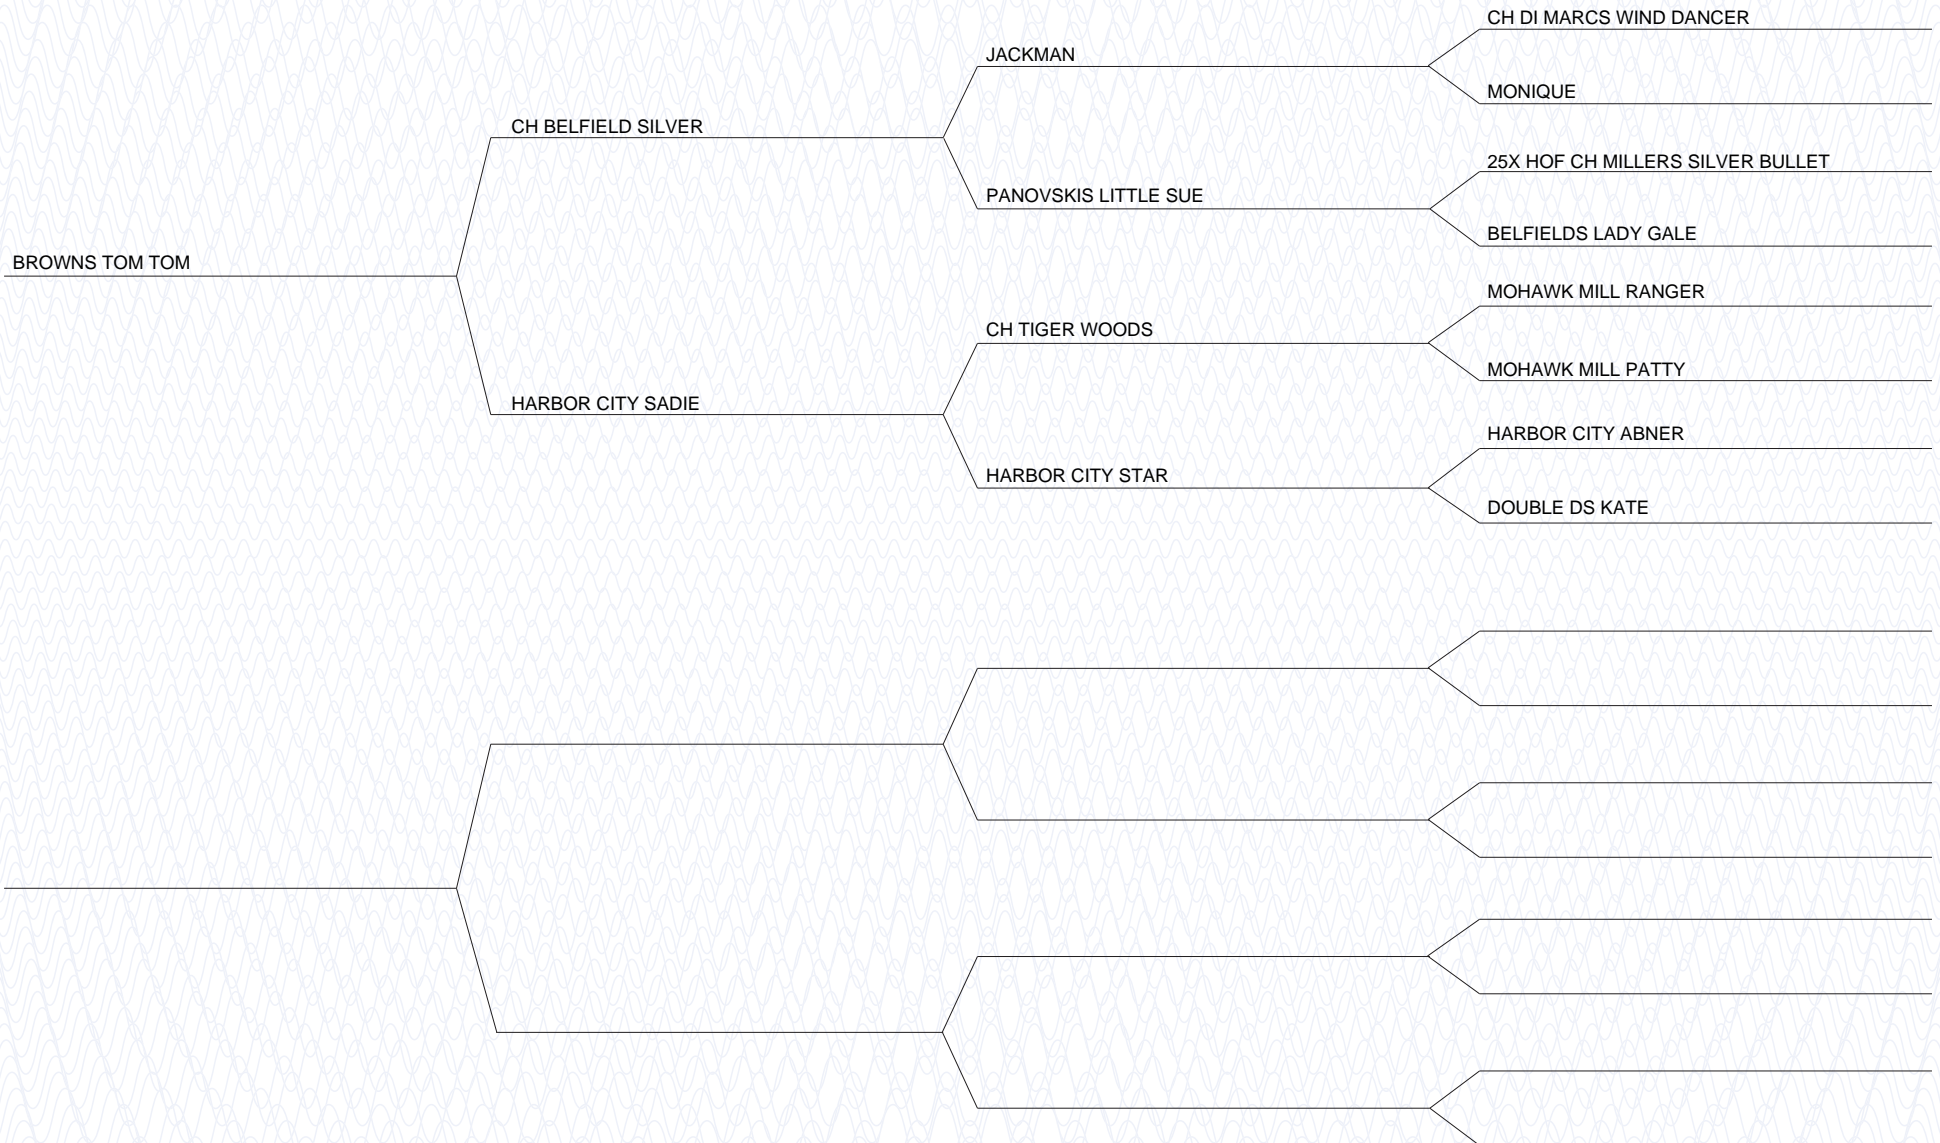 CH DI MARCS WIND DANCER
JACKMAN
MONIQUE
CH BELFIELD SILVER
25X HOF CH MILLERS SILVER BULLET
PANOVSKIS LITTLE SUE
BELFIELDS LADY GALE
BROWNS TOM TOM
MOHAWK MILL RANGER
CH TIGER WOODS
MOHAWK MILL PATTY
HARBOR CITY SADIE
HARBOR CITY ABNER
HARBOR CITY STAR
DOUBLE DS KATE